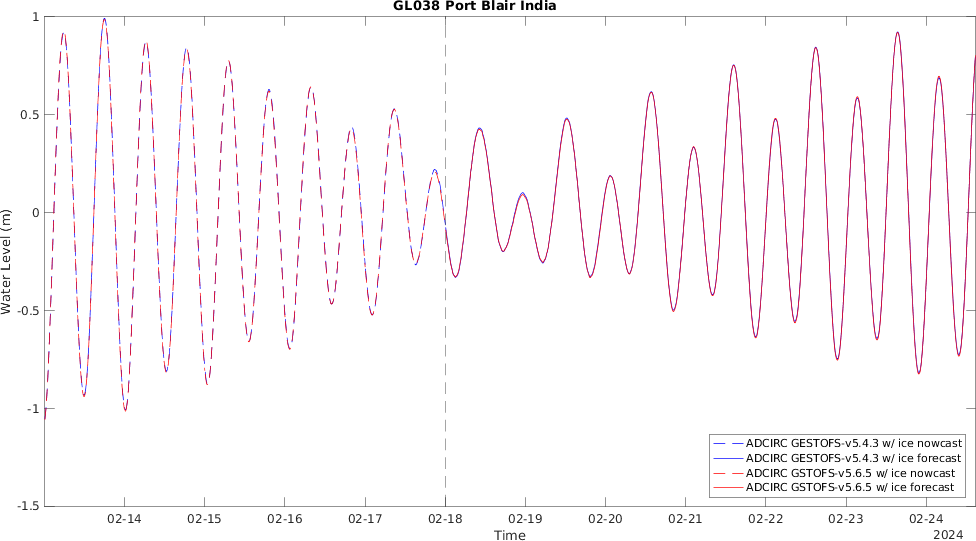 GL038 Port Blair India
1
0.5
0
-0.5
-1
-1.5
Water Level (m)
ADCIRC GESTOFS-v5.4.3 w/ ice nowcast
ADCIRC GESTOFS-v5.4.3 w/ ice forecast
ADCIRC GSTOFS-v5.6.5 w/ ice nowcast
ADCIRC GSTOFS-v5.6.5 w/ ice forecast
02-14 02-15 02-16 02-17 02-18 02-19 02-20 02-21 02-22 02-23 02-24
Time
2024